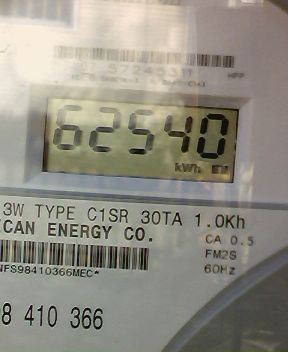 62540
kWh
3W TYPE C1SR 30TA 1.0Kh
CAN ENERGY CO.
CA 0.5
FM2S
60Hz
NFS98410366MEC*
8 410 366